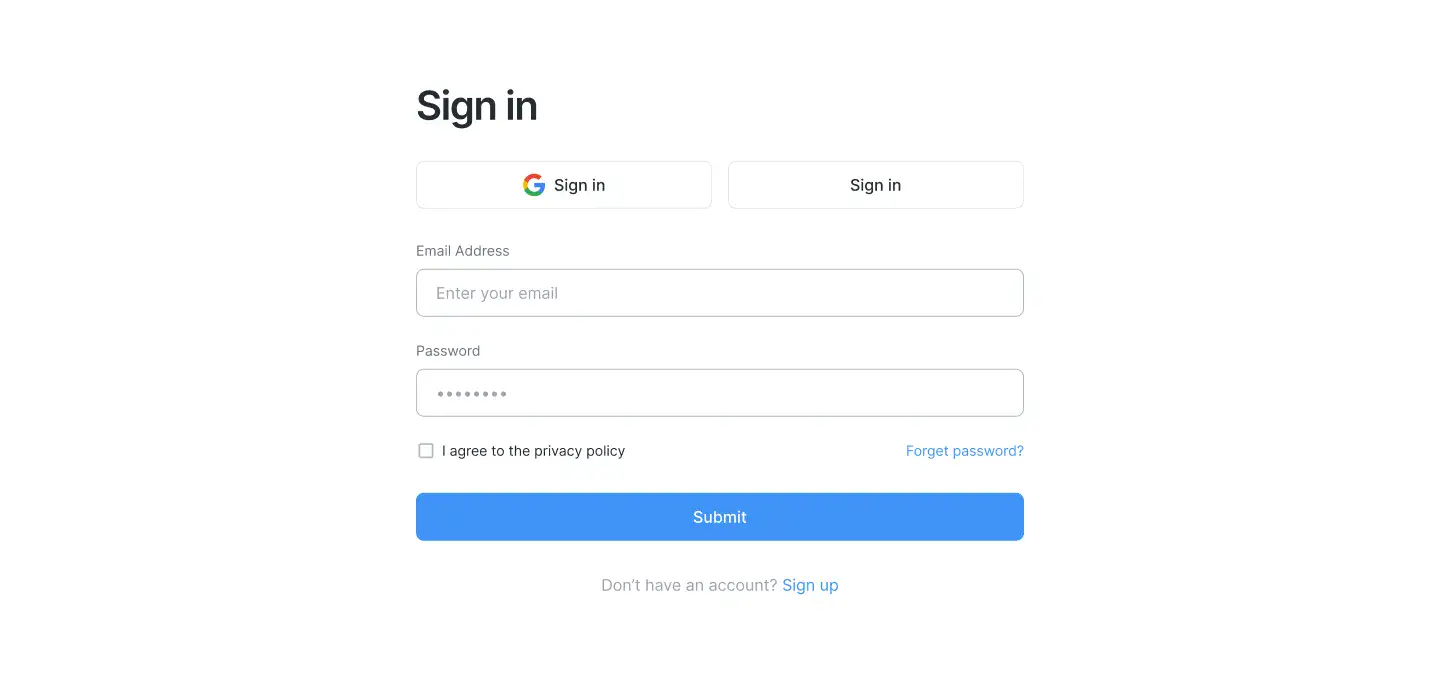 Sign in
Sign in
Sign in
Email Address
Enter your email
Password
••••••••
I agree to the privacy policy
Forget password?
Submit
Don’t have an account? Sign up